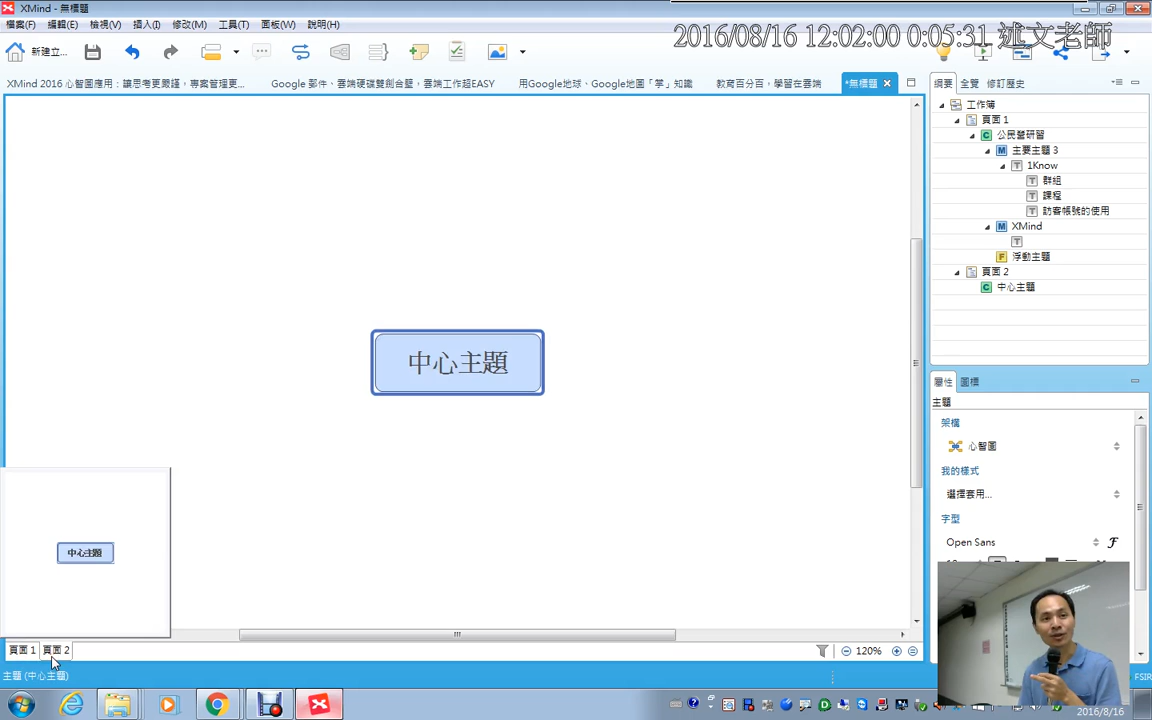 XMind - 無標題
檔案(F) 編輯(E) 檢視(V) 插入(I) 修改(M) 工具(T) 面板(W) 說明(H)
2016/08/16 12:02:00 0:05:31 述文老師
新建立...
XMind 2016 心智圖應用：讓思考更嚴謹，專案管理更... Google 郵件、雲端硬碟雙劍合壁，雲端工作超EASY 用Google地球、Google地圖「掌」知識 教育百分百，學習在雲端 *無標題
綱要 全覽 修訂歷史
工作簿
頁面 1
公民營研習
主要主題 3
1Know
群組
課程
訪客帳號的使用
XMind
浮動主題
頁面 2
中心主題
中心主題
中心主題
屬性 圖標
主題
架構
心智圖
我的樣式
選擇套用...
字型
Open Sans
頁面 1 頁面 2
120%
主題 (中心主題)
FSIR
2016/8/16